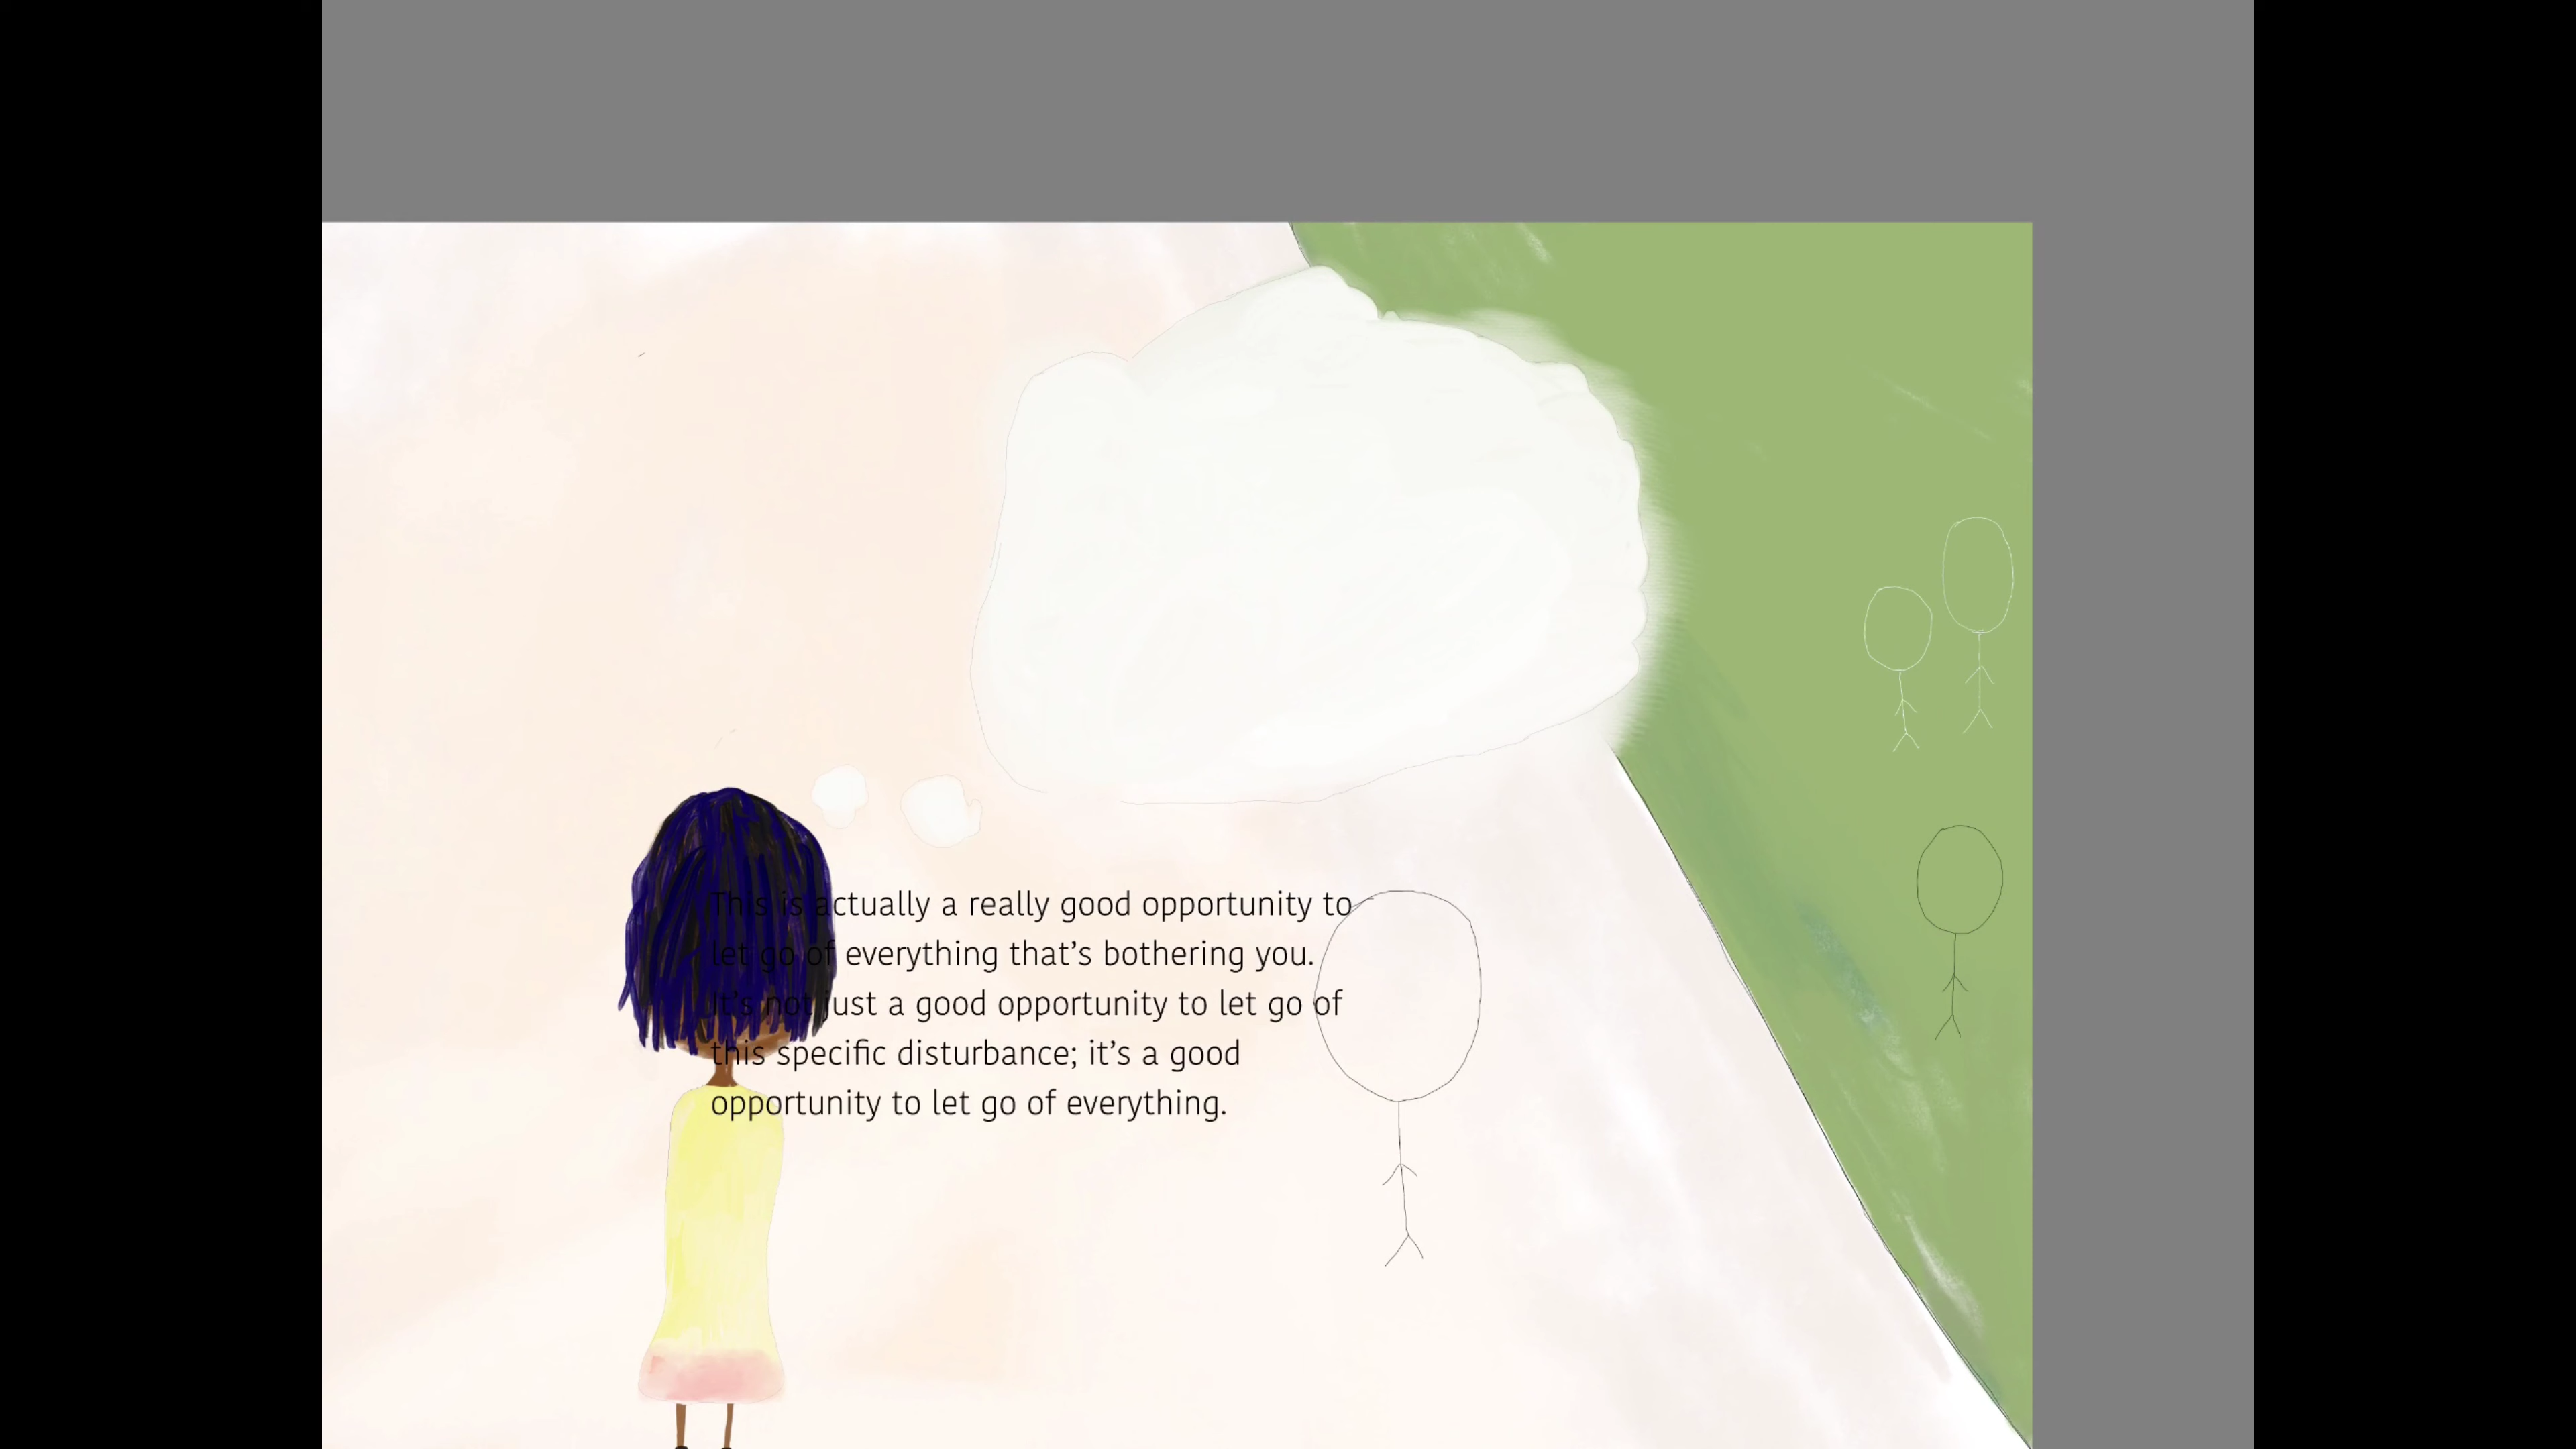 This is actually a really good opportunity to
let go of everything that’s bothering you.
It’s not just a good opportunity to let go of
this specific disturbance; it’s a good
opportunity to let go of everything.